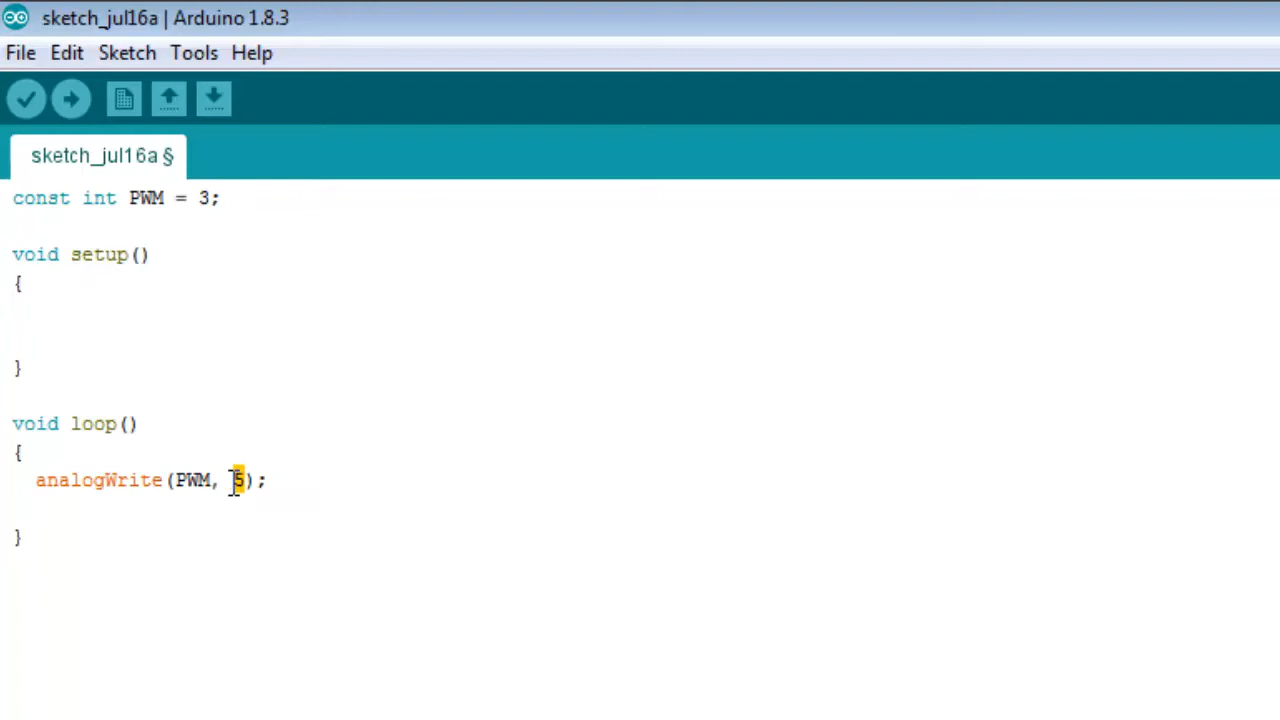 sketch_jul16a | Arduino 1.8.3
File Edit Sketch Tools Help
sketch_jul16a §
const int PWM = 3;
void setup()
{
}
void loop()
{
analogWrite(PWM, 5);
}